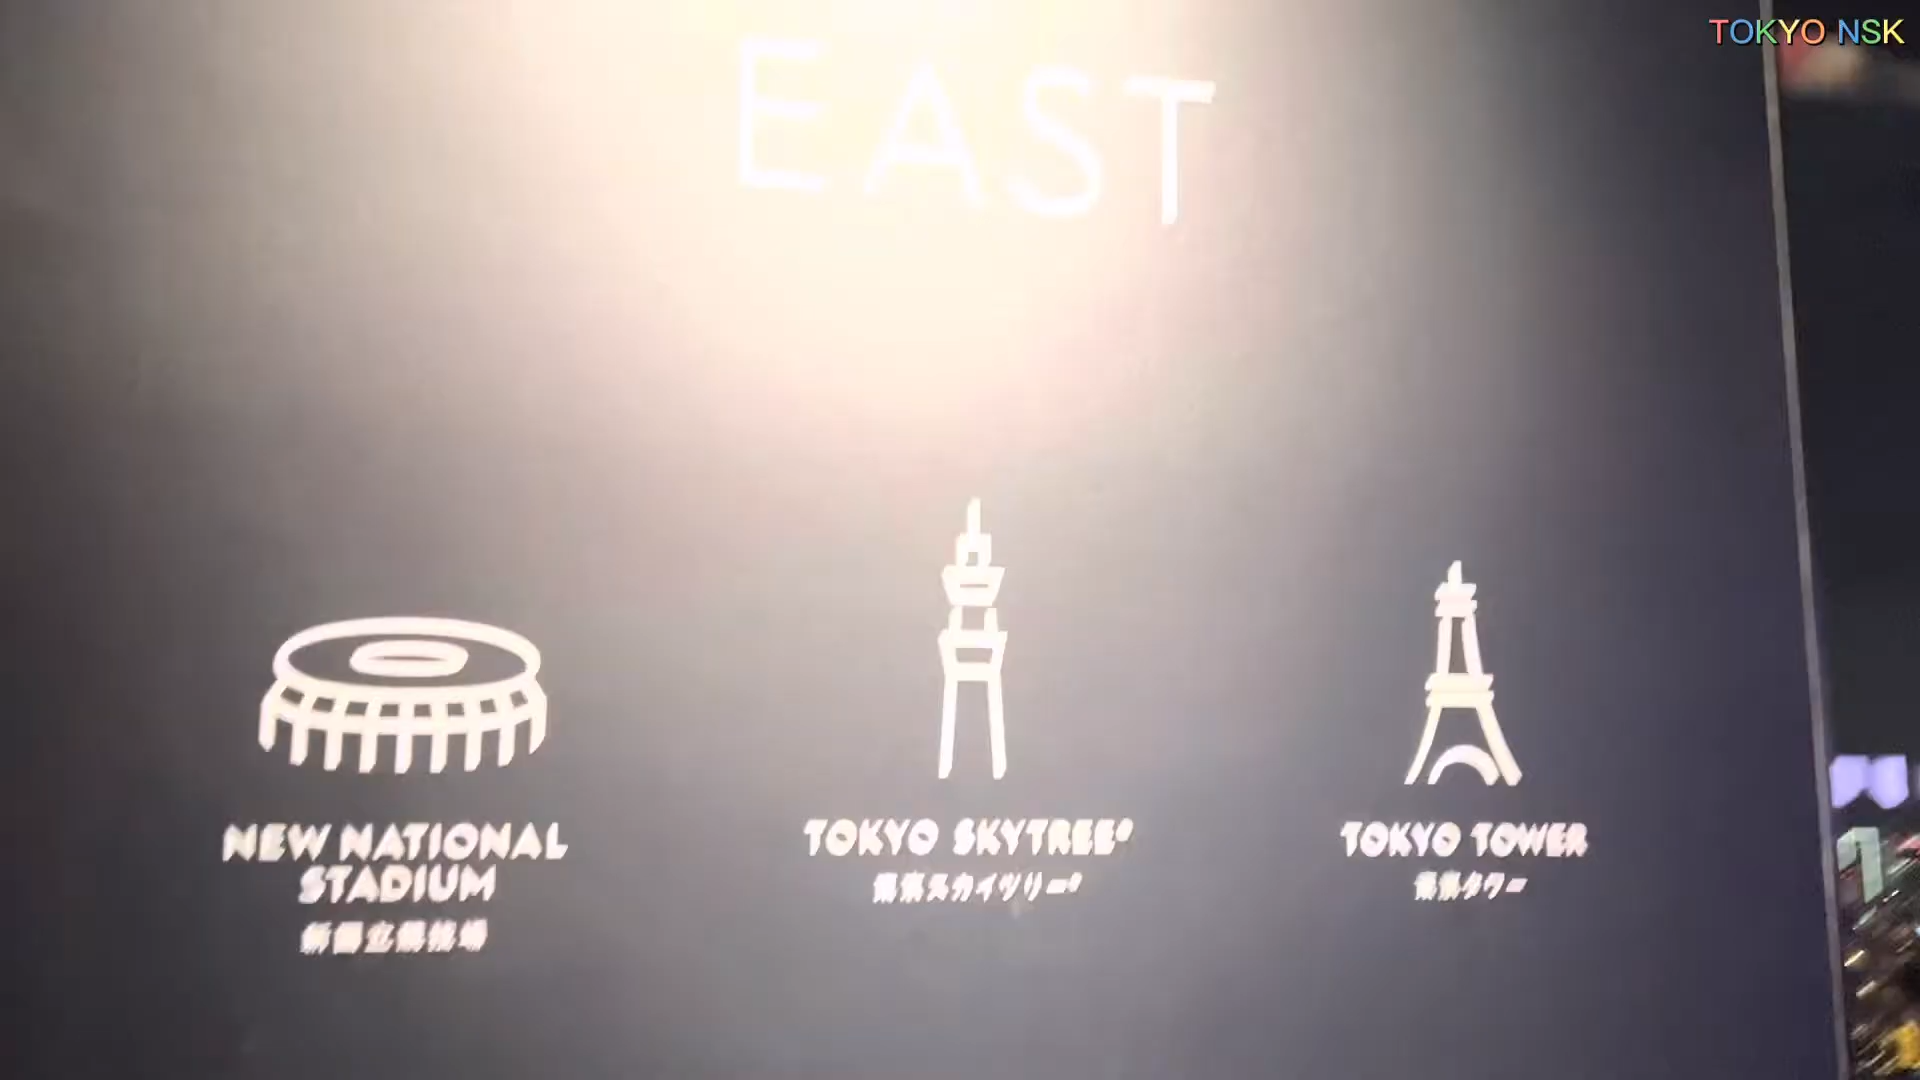 TOKYO NSK
EAST
NEW NATIONAL
STADIUM
新国立競技場
TOKYO SKYTREE®
東京スカイツリー®
TOKYO TOWER
東京タワー